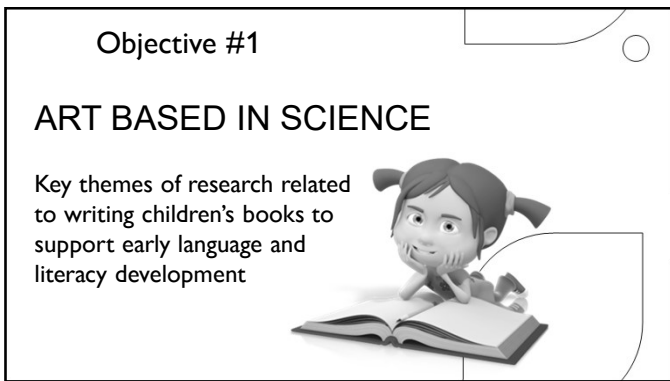 Objective #1
ART BASED IN SCIENCE
Key themes of research related
to writing children’s books to
support early language and
literacy development